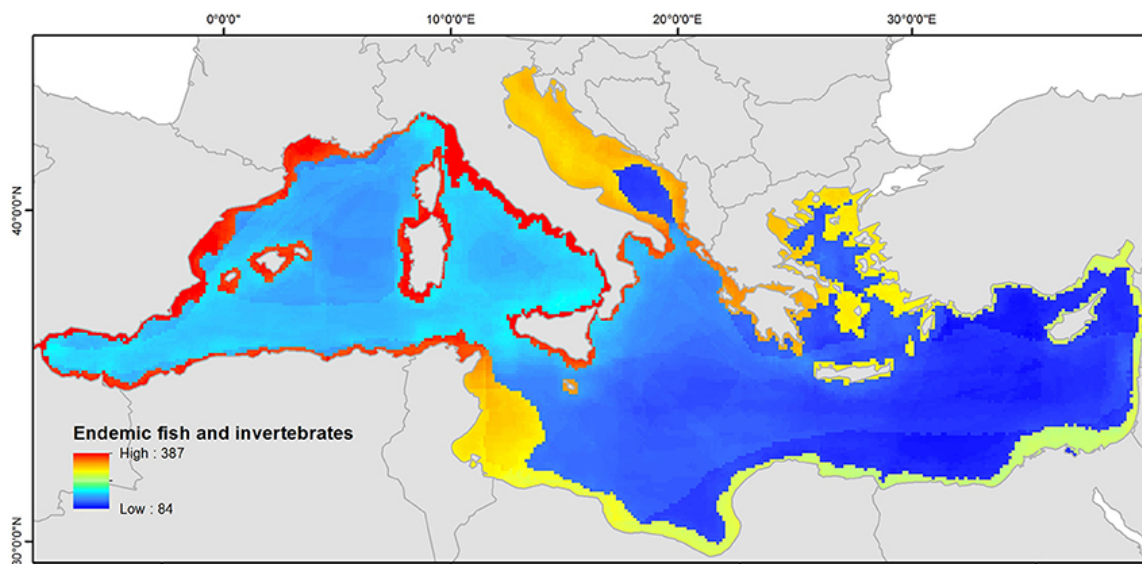 0°0'0" 10°0'0"E 20°0'0"E 30°0'0"E
40°0'0"N
Endemic fish and invertebrates
High : 387
Low : 84
30°0'0"N